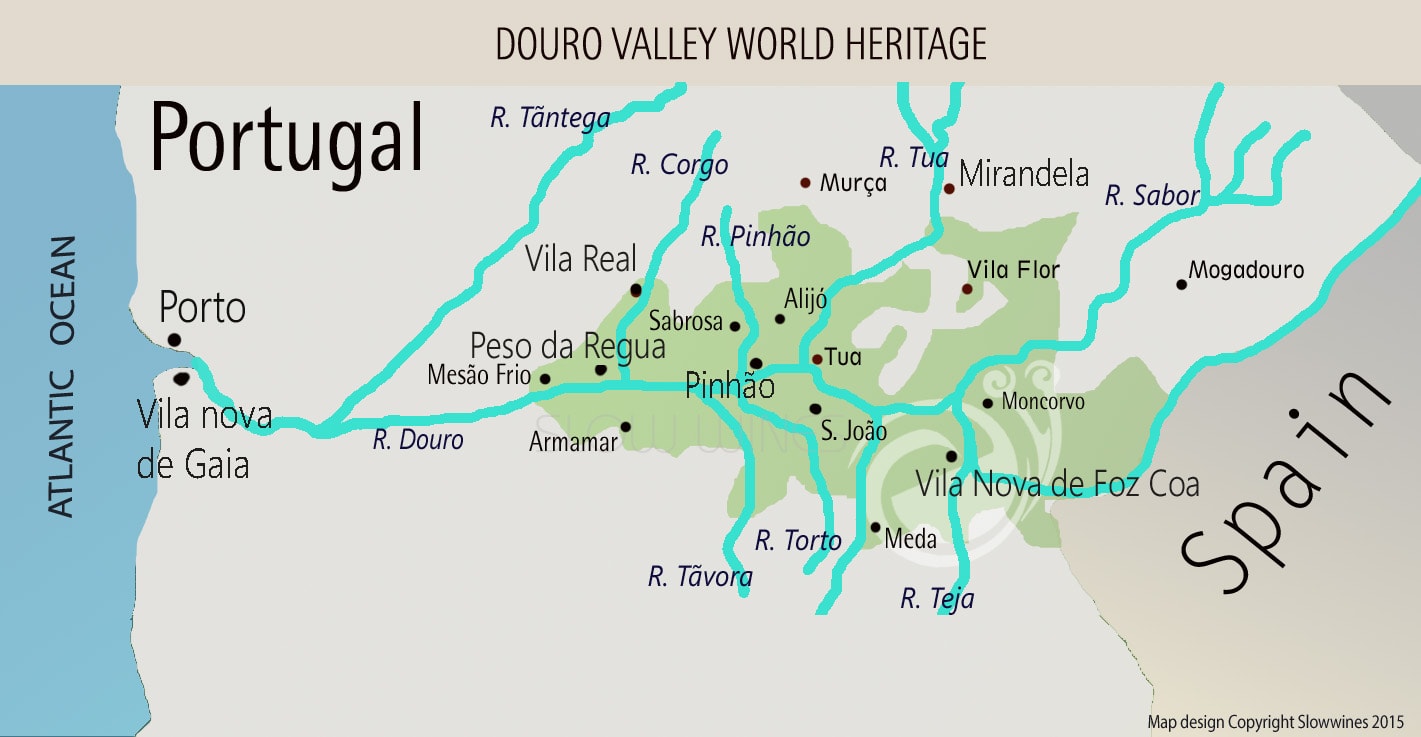 DOURO VALLEY WORLD HERITAGE
Portugal
R. Tãntega
R. Corgo
R. Tua
Murça
Mirandela
R. Sabor
R. Pinhão
Vila Real
Vila Flor
Mogadouro
ATLANTIC OCEAN
Porto
Alijó
Sabrosa
Peso da Regua
Tua
Mesão Frio
Pinhão
Moncorvo
Vila nova
de Gaia
R. Douro
Armamar
SLOW WINES
S. João
Vila Nova de Foz Coa
Spain
R. Torto
Meda
R. Tãvora
R. Teja
Map design Copyright Slowwines 2015